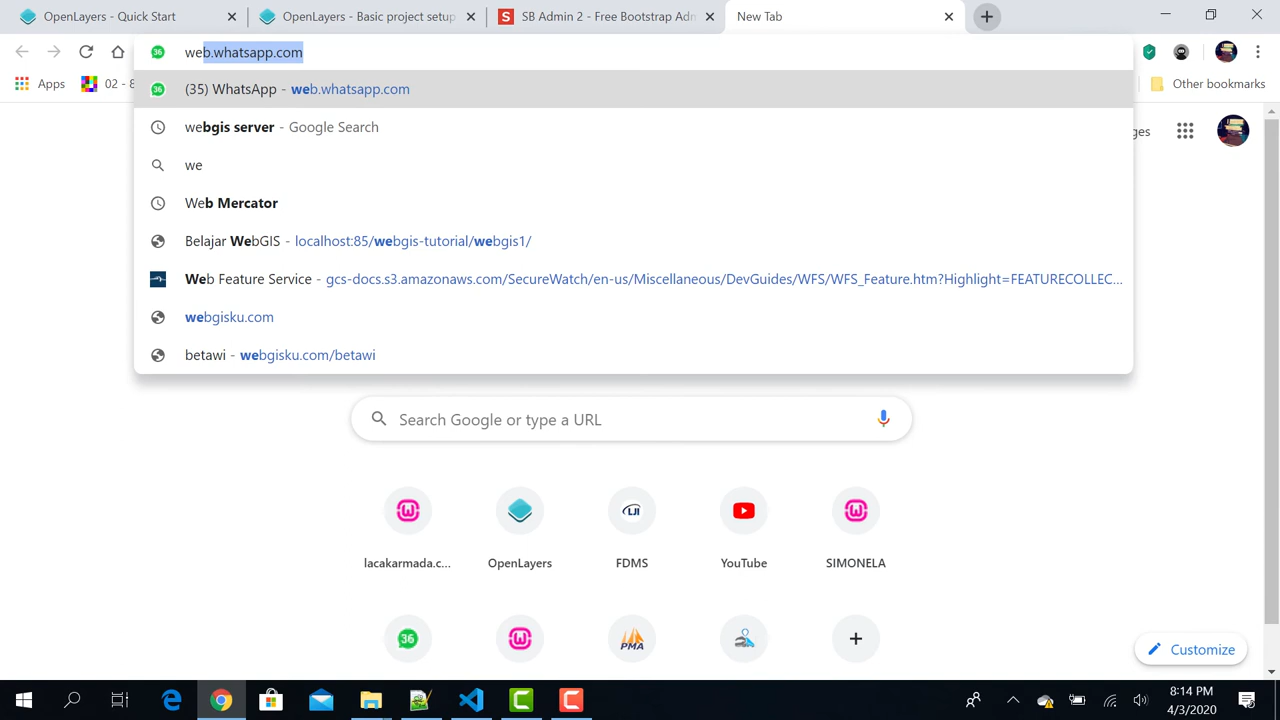 OpenLayers - Quick Start
OpenLayers - Basic project setup
SB Admin 2 - Free Bootstrap Adn
New Tab
36 web.whatsapp.com
Apps
02 - 8
Other bookmarks
36 (35) WhatsApp - web.whatsapp.com
webgis server - Google Search
ges
we
Web Mercator
Belajar WebGIS - localhost:85/webgis-tutorial/webgis1/
Web Feature Service - gcs-docs.s3.amazonaws.com/SecureWatch/en-us/Miscellaneous/DevGuides/WFS/WFS_Feature.htm?Highlight=FEATURECOLLEC...
webgisku.com
betawi - webgisku.com/betawi
Search Google or type a URL
LJI
lacakarmada.c...
OpenLayers
FDMS
YouTube
SIMONELA
36
PMA
Customize
8:14 PM
4/3/2020